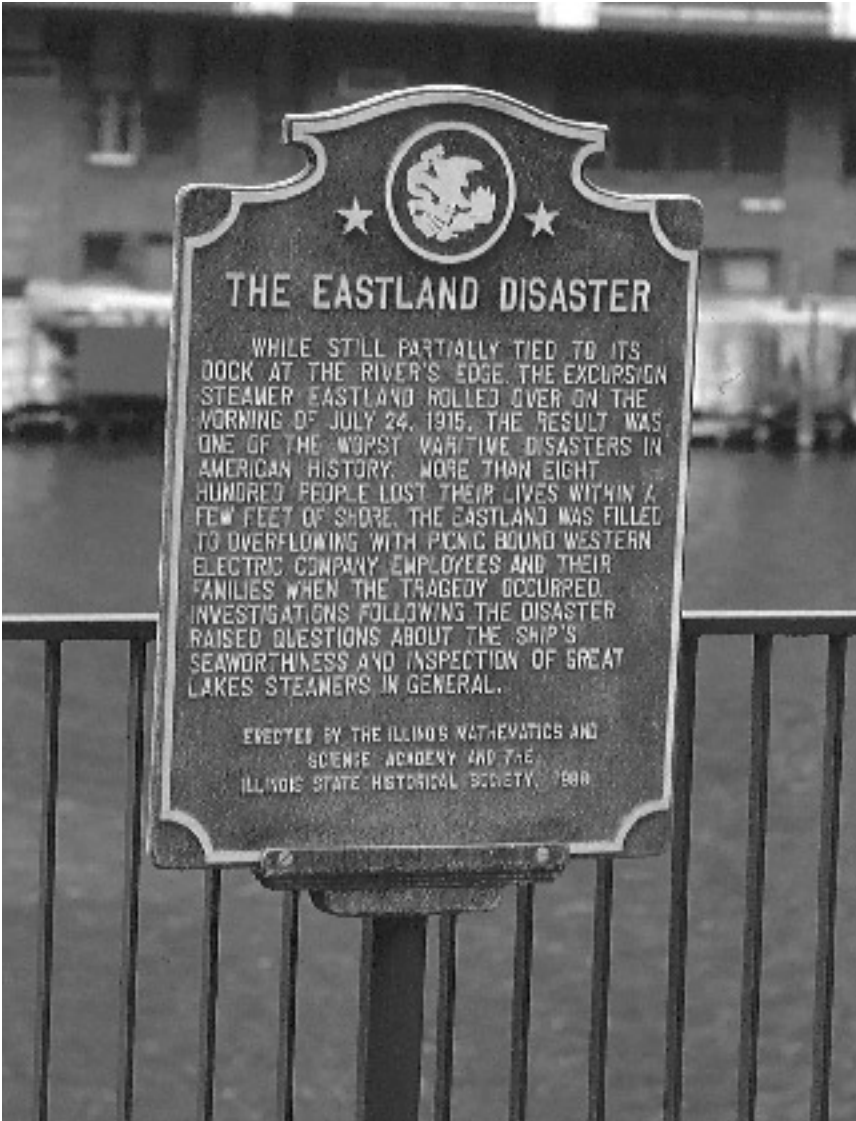 THE EASTLAND DISASTER
WHILE STILL PARTIALLY TIED TO ITS
DOCK AT THE RIVER'S EDGE, THE EXCURSION
STEAMER EASTLAND ROLLED OVER ON THE
MORNING OF JULY 24, 1915. THE RESULT WAS
ONE OF THE WORST MARITIME DISASTERS IN
AMERICAN HISTORY. MORE THAN EIGHT
HUNDRED PEOPLE LOST THEIR LIVES WITHIN A
FEW FEET OF SHORE. THE EASTLAND WAS FILLED
TO OVERFLOWING WITH PICNIC BOUND WESTERN
ELECTRIC COMPANY EMPLOYEES AND THEIR
FAMILIES WHEN THE TRAGEDY OCCURRED.
INVESTIGATIONS FOLLOWING THE DISASTER
RAISED QUESTIONS ABOUT THE SHIP'S
SEAWORTHINESS AND INSPECTION OF GREAT
LAKES STEAMERS IN GENERAL.
ERECTED BY THE ILLINOIS MATHEMATICS AND
SCIENCE ACADEMY AND THE
ILLINOIS STATE HISTORICAL SOCIETY, 1988